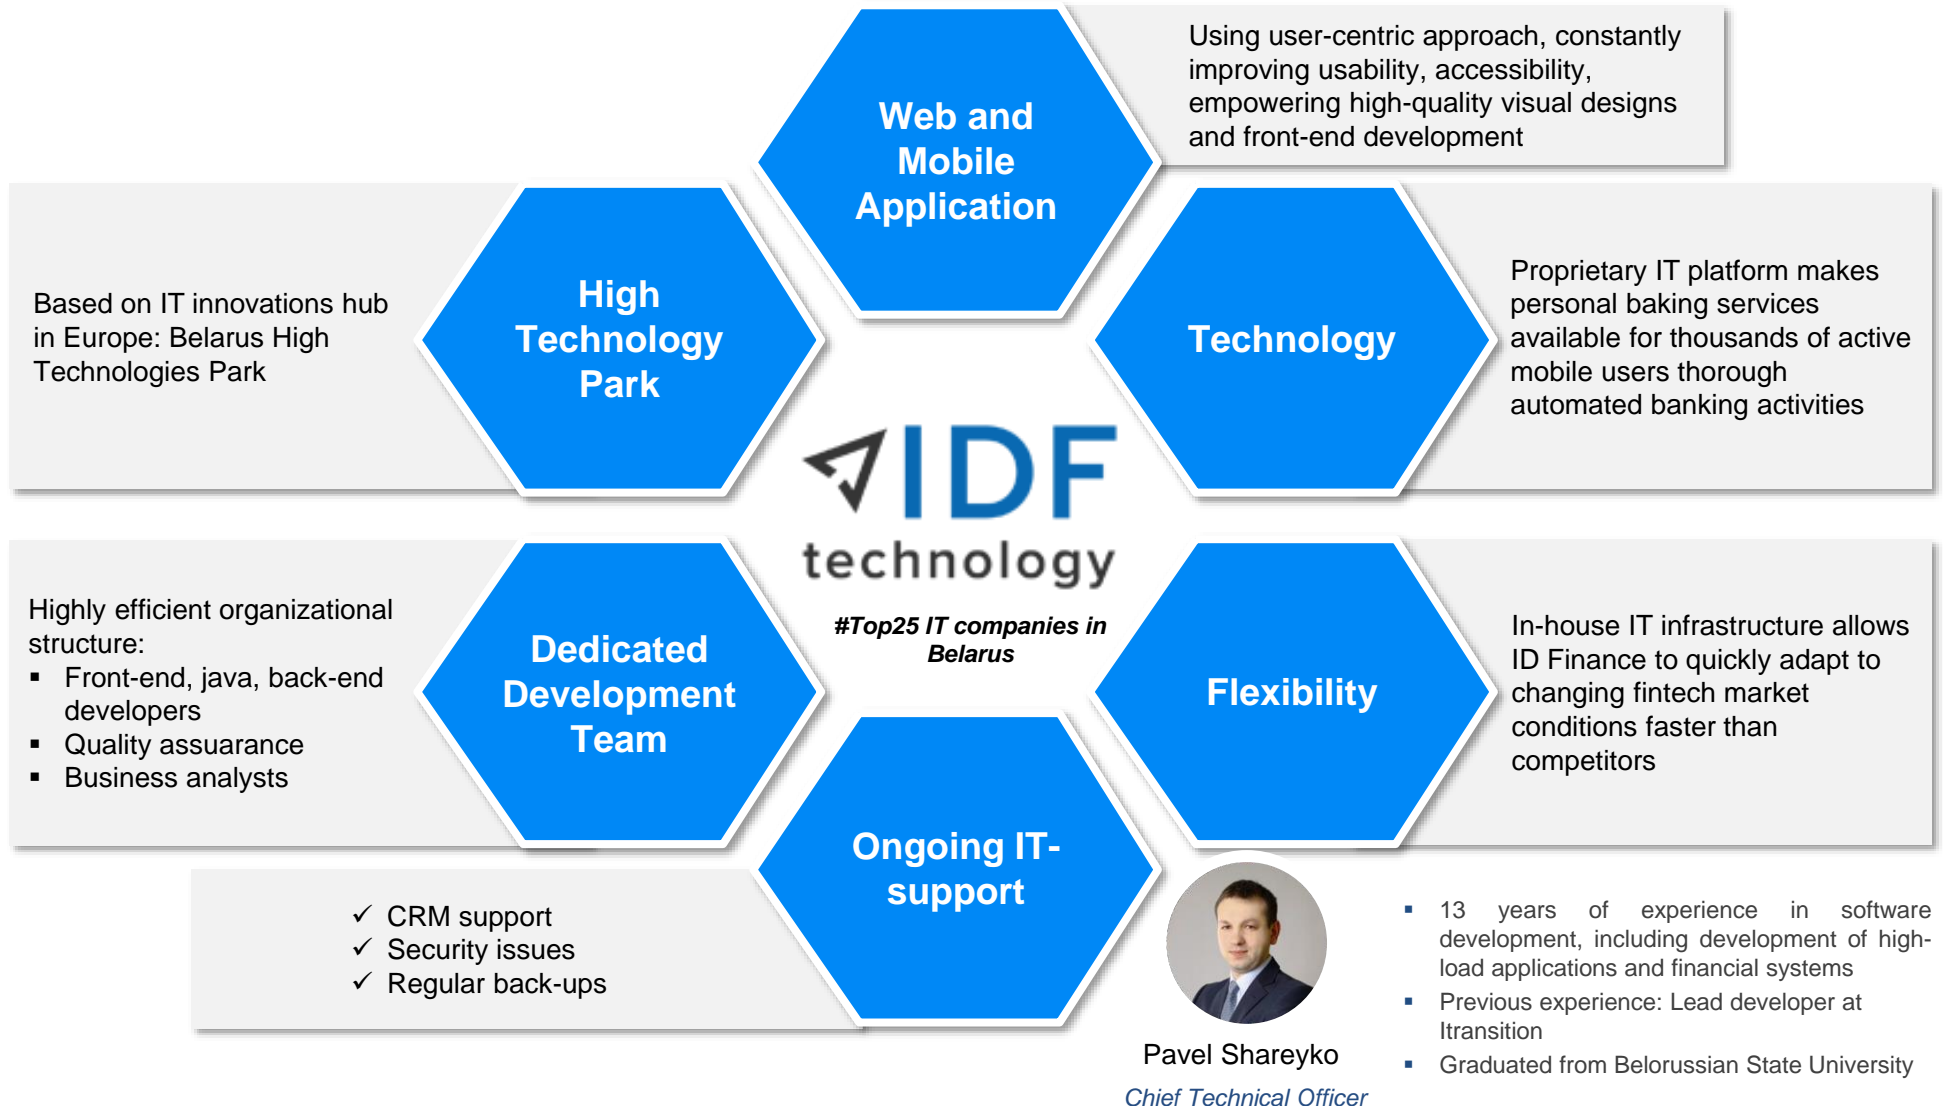 Web and
Mobile
Application
Using user-centric approach, constantly
improving usability, accessibility,
empowering high-quality visual designs
and front-end development
Based on IT innovations hub
in Europe: Belarus High
Technologies Park
High
Technology
Park
Technology
Proprietary IT platform makes
personal baking services
available for thousands of active
mobile users thorough
automated banking activities
IDF
technology
#Top25 IT companies in
Belarus
Highly efficient organizational
structure:
▪ Front-end, java, back-end
developers
▪ Quality assuarance
▪ Business analysts
Dedicated
Development
Team
Flexibility
In-house IT infrastructure allows
ID Finance to quickly adapt to
changing fintech market
conditions faster than
competitors
Ongoing IT-
support
✓ CRM support
✓ Security issues
✓ Regular back-ups
Pavel Shareyko
Chief Technical Officer
▪ 13 years of experience in software
development, including development of high-
load applications and financial systems
▪ Previous experience: Lead developer at
Itransition
▪ Graduated from Belorussian State University